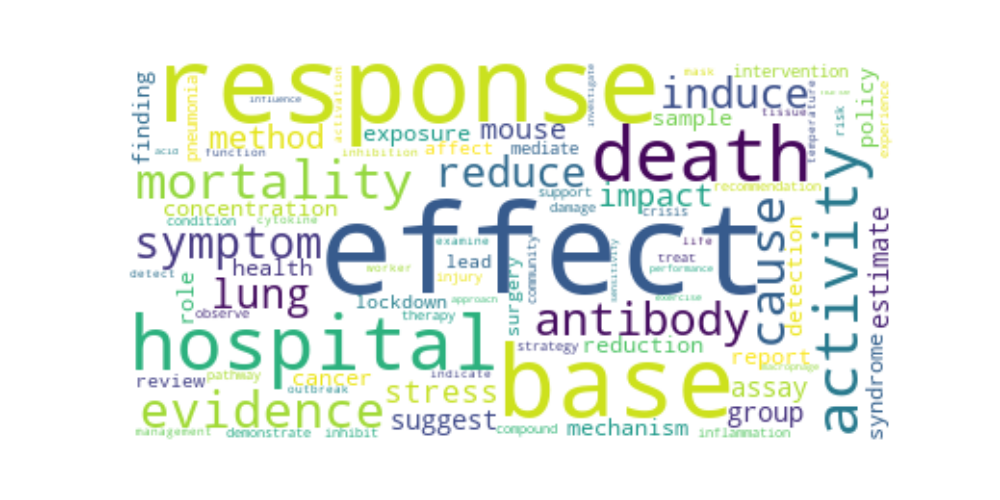 response
effect
base
death
hospital
activity
finding
pneumonia
influence
activation
investigate
mask
intervention
induce
tissue
temperature
risk
policy
experience
sample
method
exposure
mouse
acid
function
inhibition
affect
mediate
mortality
reduce
support
impact
recommendation
concentration
damage
crisis
condition
cytokine
symptom
examine
community
sensitivity
life
cause
detection
estimate
detect
health
worker
lead
injury
surgery
treat
performance
role
lung
lockdown
approach
exercise
observe
therapy
antibody
strategy
reduction
report
syndrome
macrophage
review
pathway
cancer
indicate
outbreak
stress
assay
evidence
suggest
group
management
demonstrate
inhibit
compound
mechanism
inflammation